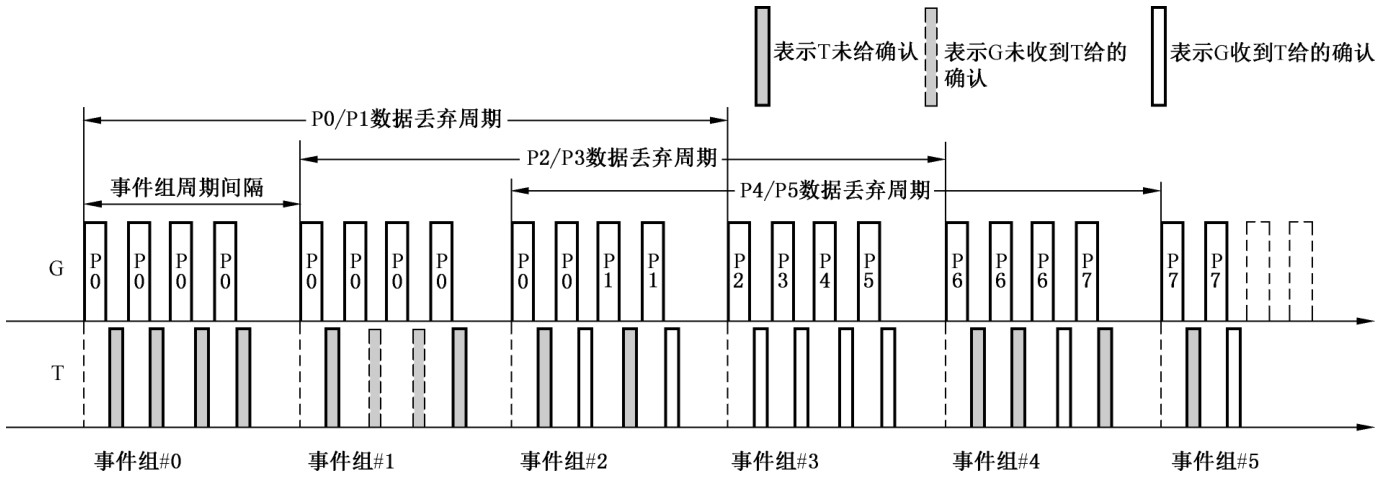 表示T未给确认
表示G未收到T给的
确认
表示G收到T给的确认
P0/P1数据丢弃周期
P2/P3数据丢弃周期
P4/P5数据丢弃周期
事件组周期间隔
G
P0 P0 P0 P0 P0 P0 P0 P0 P0 P0 P1 P1 P2 P3 P4 P5 P6 P6 P6 P7 P7 P7
T
事件组#0 事件组#1 事件组#2 事件组#3 事件组#4 事件组#5